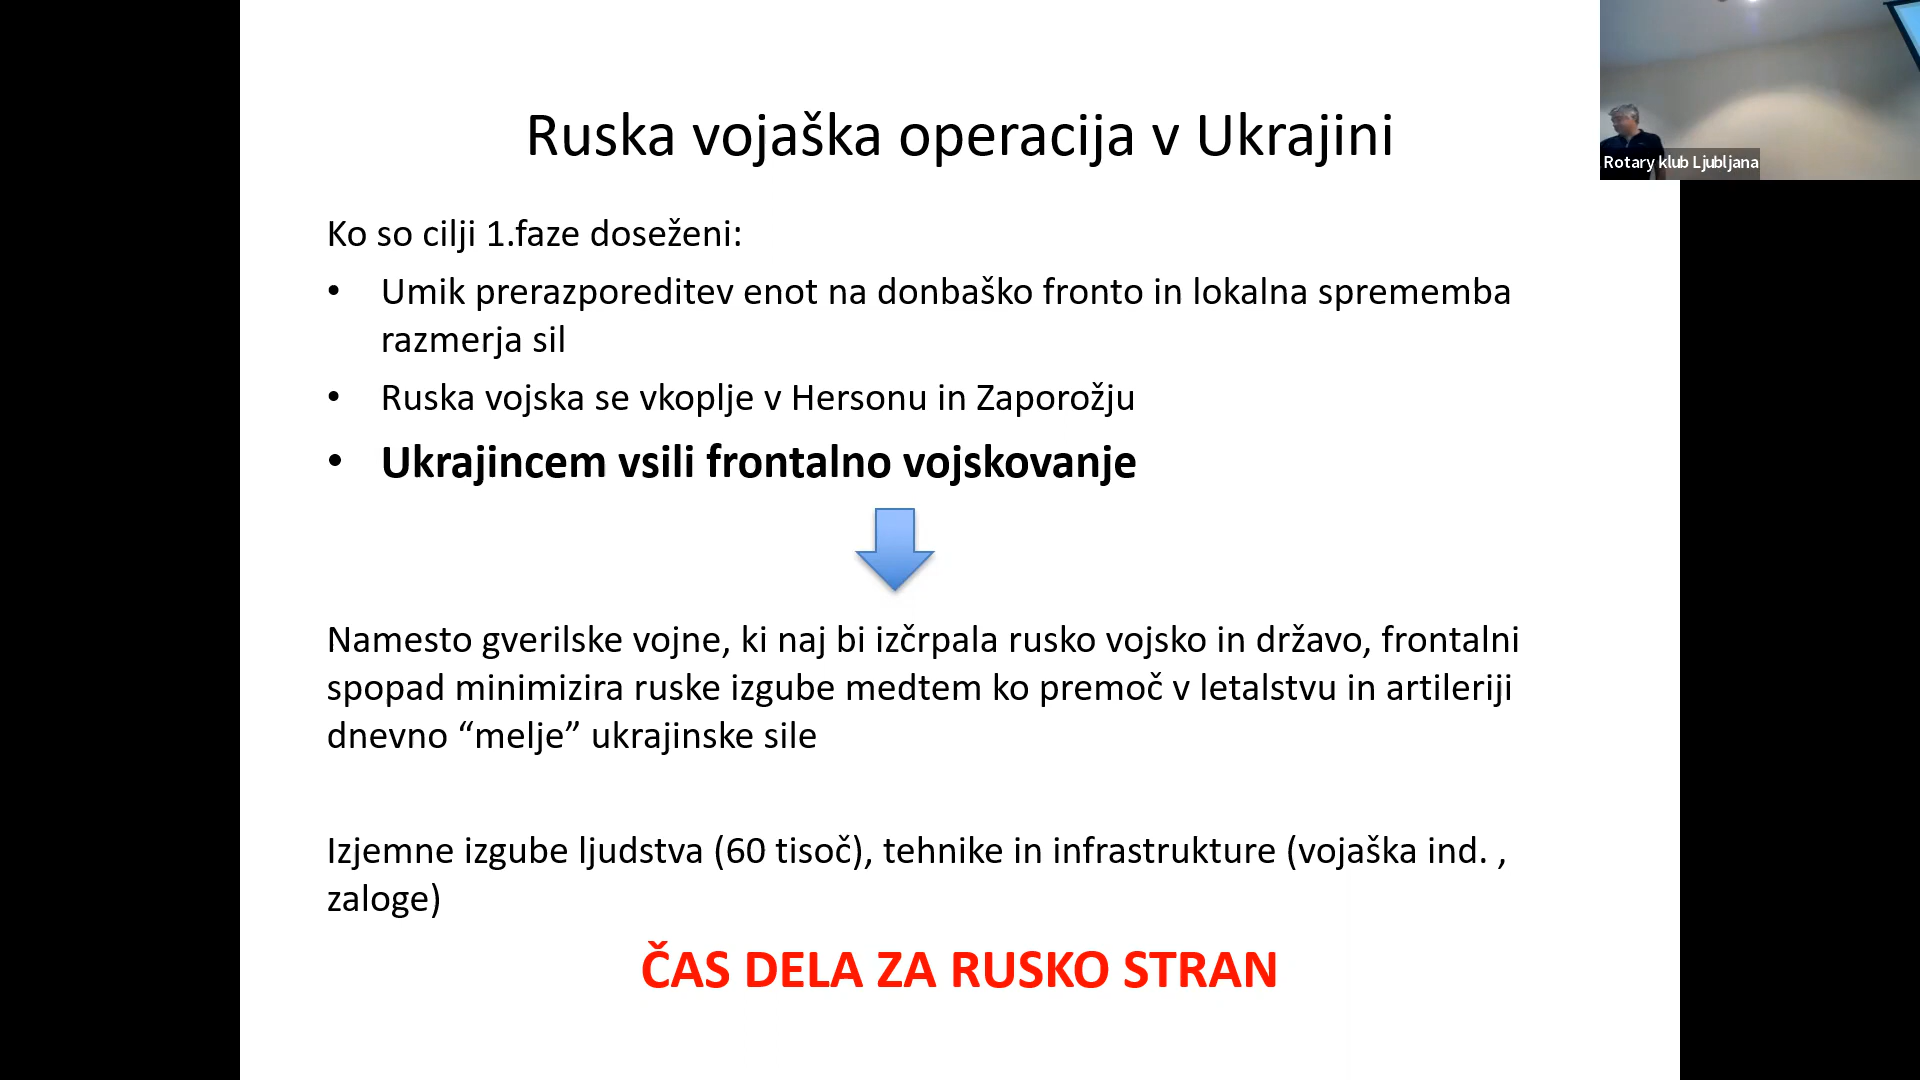 Ruska vojaška operacija v Ukrajini
Rotary klub Ljubljana
Ko so cilji 1.faze doseženi:
• Umik prerazporeditev enot na donbaško fronto in lokalna sprememba
razmerja sil
• Ruska vojska se vkoplje v Hersonu in Zaporožju
• Ukrajincem vsili frontalno vojskovanje
Namesto gverilske vojne, ki naj bi izčrpala rusko vojsko in državo, frontalni
spopad minimizira ruske izgube medtem ko premoč v letalstvu in artileriji
dnevno “melje” ukrajinske sile
Izjemne izgube ljudstva (60 tisoč), tehnike in infrastrukture (vojaška ind. ,
zaloge)
ČAS DELA ZA RUSKO STRAN